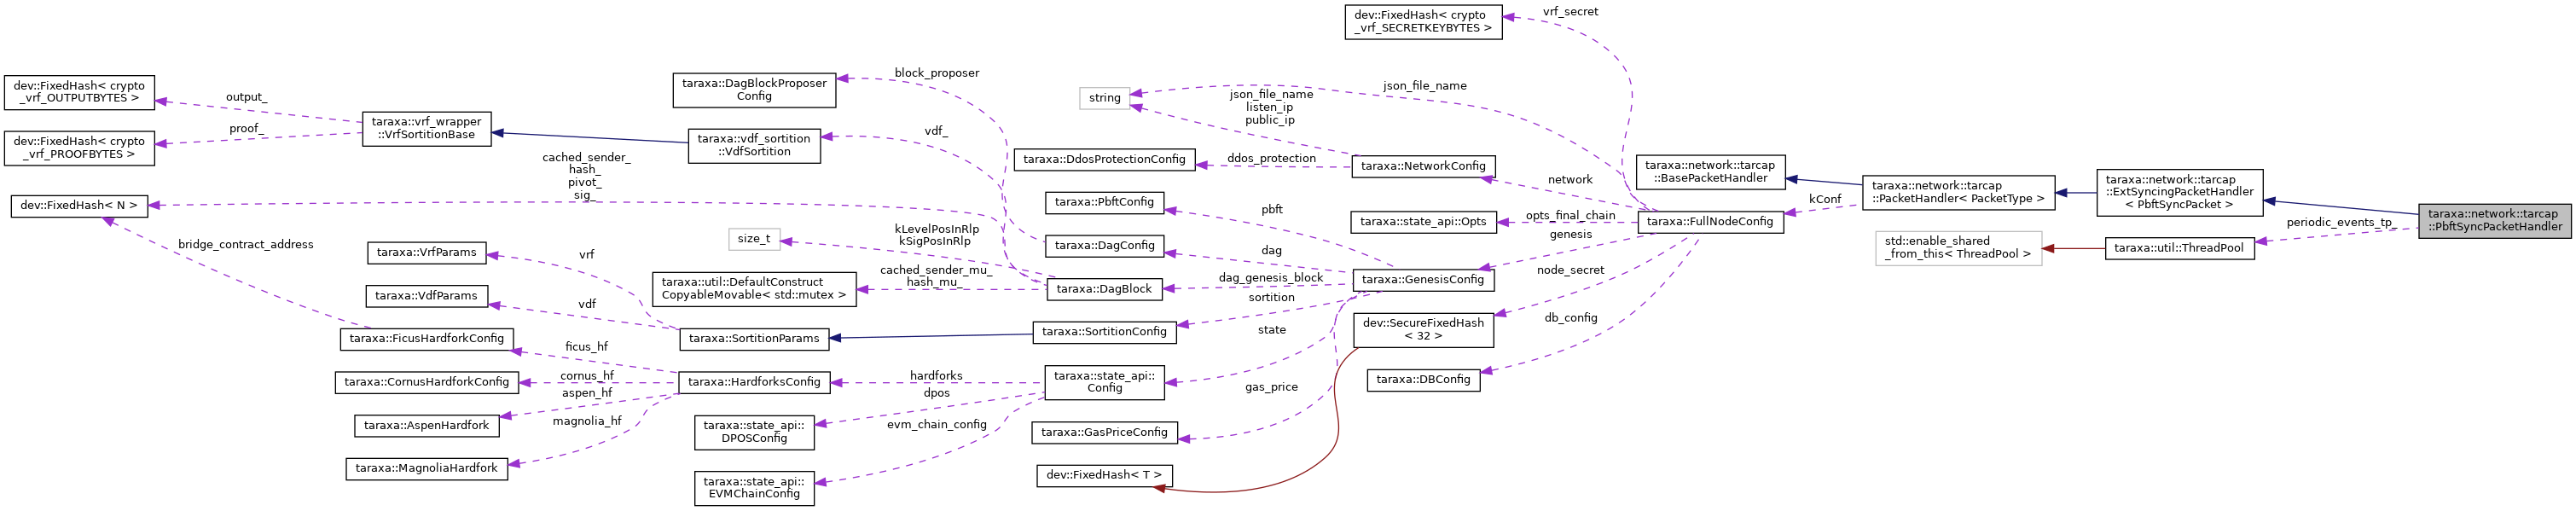 dev::FixedHash< crypto
_vrf_SECRETKEYBYTES >
vrf_secret
dev::FixedHash< crypto
_vrf_OUTPUTBYTES >
output_
dev::FixedHash< crypto
_vrf_PROOFBYTES >
proof_
taraxa::vrf_wrapper
::VrfSortitionBase
taraxa::DagBlockProposer
Config
block_proposer
taraxa::vdf_sortition
::VdfSortition
vdf_
string
json_file_name
json_file_name
listen_ip
public_ip
cached_sender_
hash_
pivot_
sig_
dev::FixedHash< N >
bridge_contract_address
taraxa::DdosProtectionConfig
ddos_protection
taraxa::NetworkConfig
network
taraxa::network::tarcap
::BasePacketHandler
taraxa::network::tarcap
::PacketHandler< PacketType >
kConf
taraxa::network::tarcap
::ExtSyncingPacketHandler
< PbftSyncPacket >
taraxa::network::tarcap
::PbftSyncPacketHandler
periodic_events_tp_
std::enable_shared
_from_this< ThreadPool >
taraxa::util::ThreadPool
taraxa::PbftConfig
pbft
taraxa::state_api::Opts
opts_final_chain
taraxa::FullNodeConfig
genesis
size_t
kLevelPosInRlp
kSigPosInRlp
taraxa::DagConfig
dag
taraxa::VrfParams
vrf
taraxa::util::DefaultConstruct
CopyableMovable< std::mutex >
cached_sender_mu_
hash_mu_
taraxa::DagBlock
dag_genesis_block
taraxa::GenesisConfig
node_secret
taraxa::VdfParams
vdf
sortition
taraxa::FicusHardforkConfig
ficus_hf
taraxa::SortitionParams
taraxa::SortitionConfig
state
dev::SecureFixedHash
< 32 >
db_config
taraxa::CornusHardforkConfig
cornus_hf
taraxa::HardforksConfig
hardforks
taraxa::state_api::
Config
gas_price
taraxa::DBConfig
aspen_hf
dpos
taraxa::AspenHardfork
magnolia_hf
taraxa::state_api::
DPOSConfig
evm_chain_config
taraxa::GasPriceConfig
taraxa::MagnoliaHardfork
taraxa::state_api::
EVMChainConfig
dev::FixedHash< T >